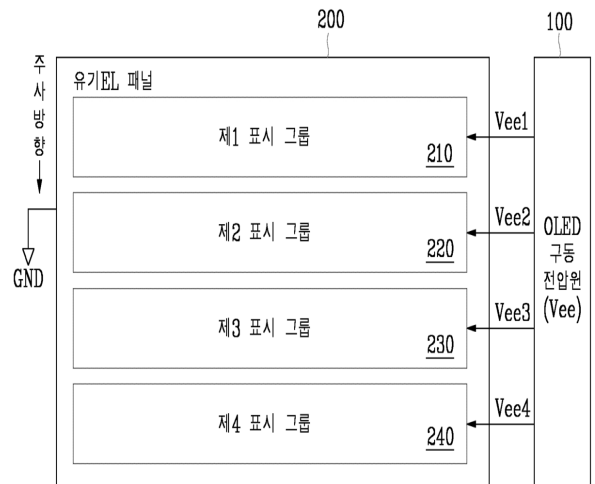 200
100
주사방향
유기EL 패널
제1 표시 그룹
210
Vee1
제2 표시 그룹
220
Vee2
GND
OLED
구동
전압원
(Vee)
제3 표시 그룹
230
Vee3
제4 표시 그룹
240
Vee4